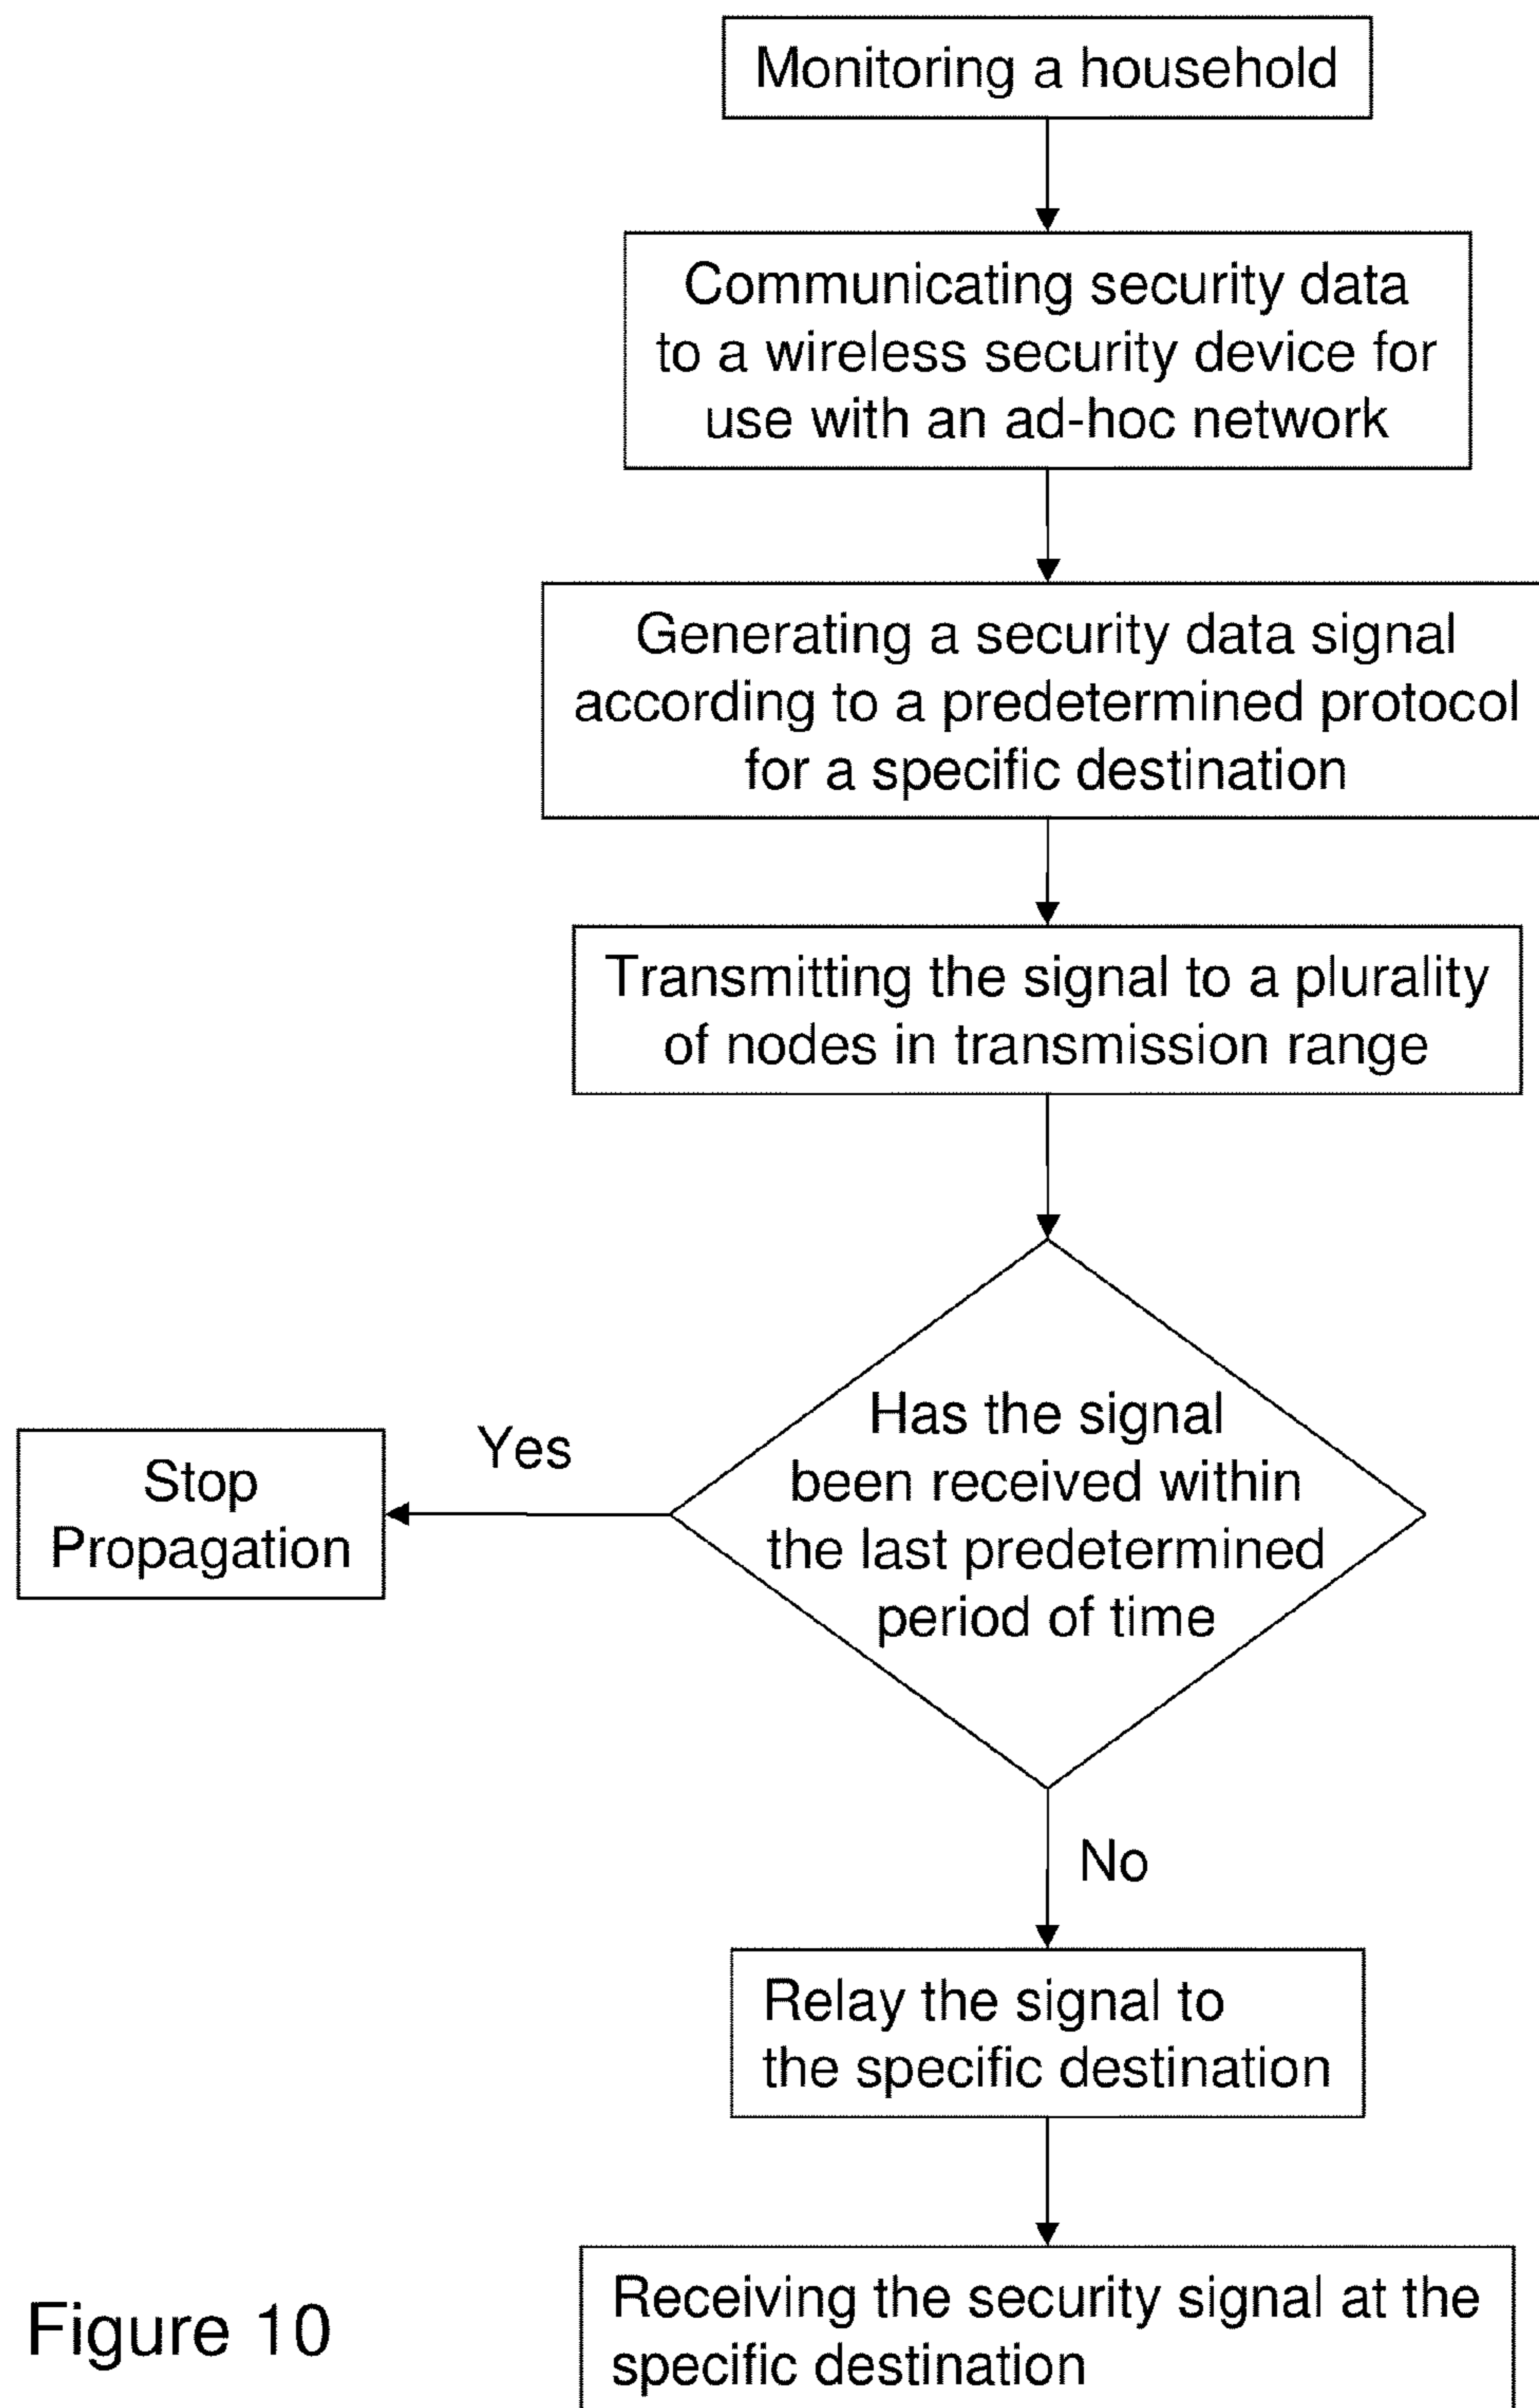 Monitoring a household
Communicating security data
to a wireless security device for
use with an ad-hoc network
Generating a security data signal
according to a predetermined protocol
for a specific destination
Transmitting the signal to a plurality
of nodes in transmission range
Has the signal
been received within
the last predetermined
period of time
Yes
Stop
Propagation
No
Relay the signal to
the specific destination
Receiving the security signal at the
specific destination
Figure 10